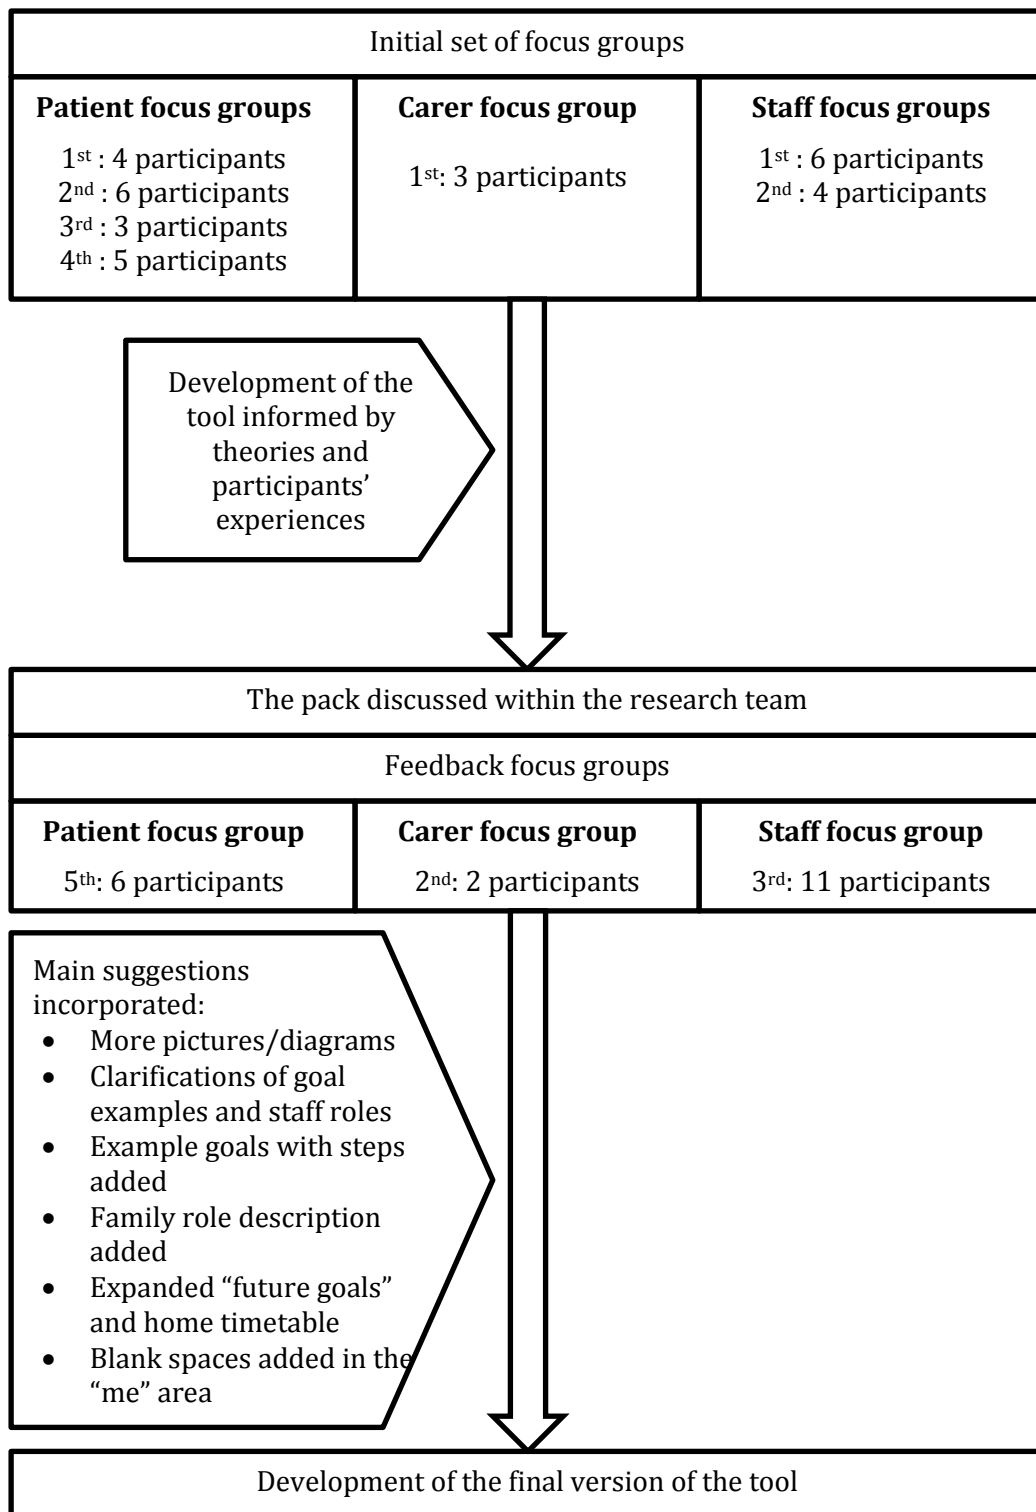 Initial set of focus groups
Patient focus groups
1st : 4 participants
2nd : 6 participants
3rd : 3 participants
4th : 5 participants
Carer focus group
1st: 3 participants
Staff focus groups
1st : 6 participants
2nd : 4 participants
Development of the
tool informed by
theories and
participants’
experiences
The pack discussed within the research team
Feedback focus groups
Patient focus group
5th: 6 participants
Carer focus group
2nd: 2 participants
Staff focus group
3rd: 11 participants
Main suggestions
incorporated:
• More pictures/diagrams
• Clarifications of goal
examples and staff roles
• Example goals with steps
added
• Family role description
added
• Expanded “future goals”
and home timetable
• Blank spaces added in the
“me” area
Development of the final version of the tool